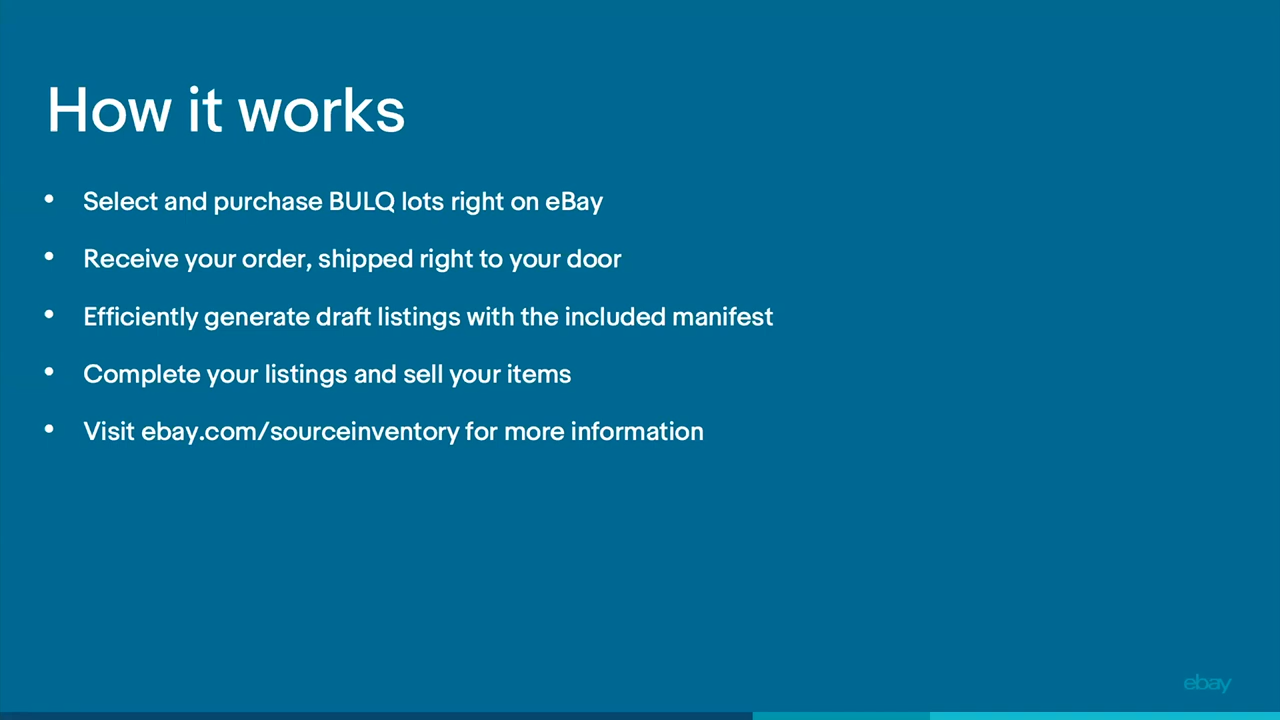 How it works
• Select and purchase BULQ lots right on eBay
• Receive your order, shipped right to your door
• Efficiently generate draft listings with the included manifest
• Complete your listings and sell your items
• Visit ebay.com/sourceinventory for more information
ebay